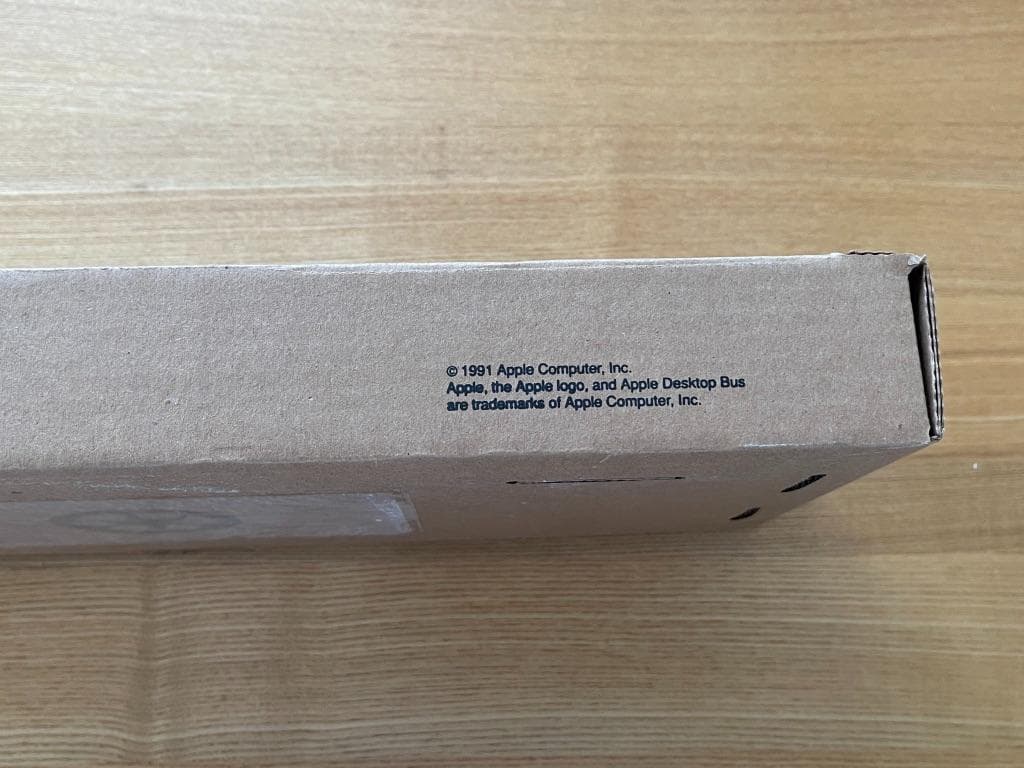 © 1991 Apple Computer, Inc.
Apple, the Apple logo, and Apple Desktop Bus
are trademarks of Apple Computer, Inc.